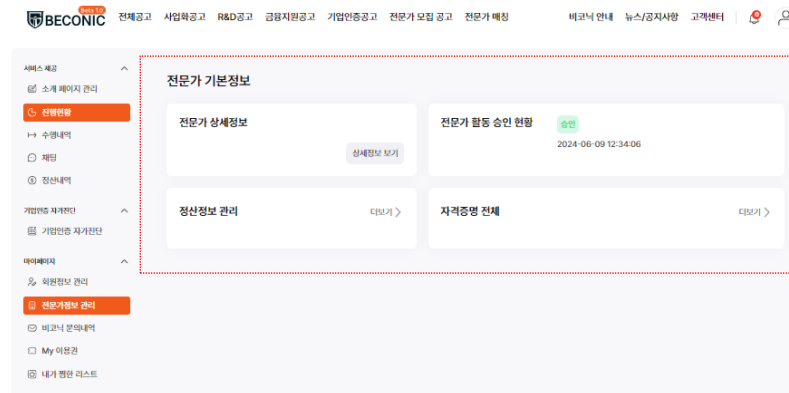 BECONIC Beta 1.0 전체공고 사업화공고 R&D공고 금융지원공고 기업인증공고 전문가 모집 공고 전문가 매칭 비코닉 안내 뉴스/공지사항 고객센터
서비스 제공
소개 페이지 관리
진행현황
수행내역
채팅
정산내역
기업인증 자가진단
기업인증 자가진단
마이페이지
회원정보 관리
전문가정보 관리
비코닉 문의내역
My 이용권
내가 찜한 리스트
전문가 기본정보
전문가 상세정보
상세정보 보기
전문가 활동 승인 현황 승인
2024-06-09 12:34:06
정산정보 관리 더보기
자격증명 전체 더보기